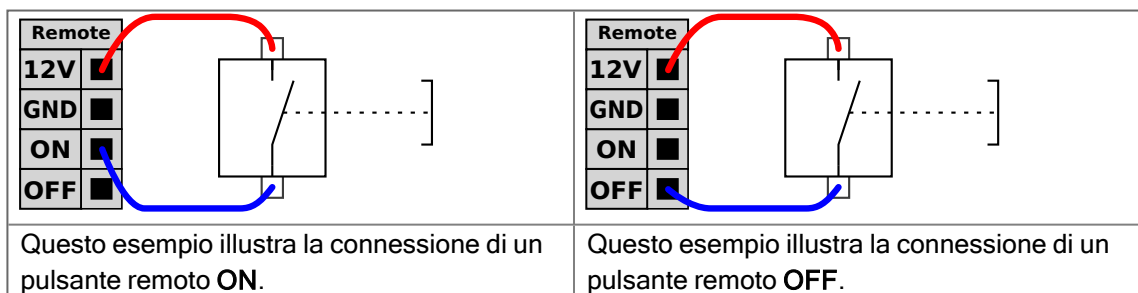 Remote
12V
GND
ON
OFF
Questo esempio illustra la connessione di un
pulsante remoto ON.
Remote
12V
GND
ON
OFF
Questo esempio illustra la connessione di un
pulsante remoto OFF.